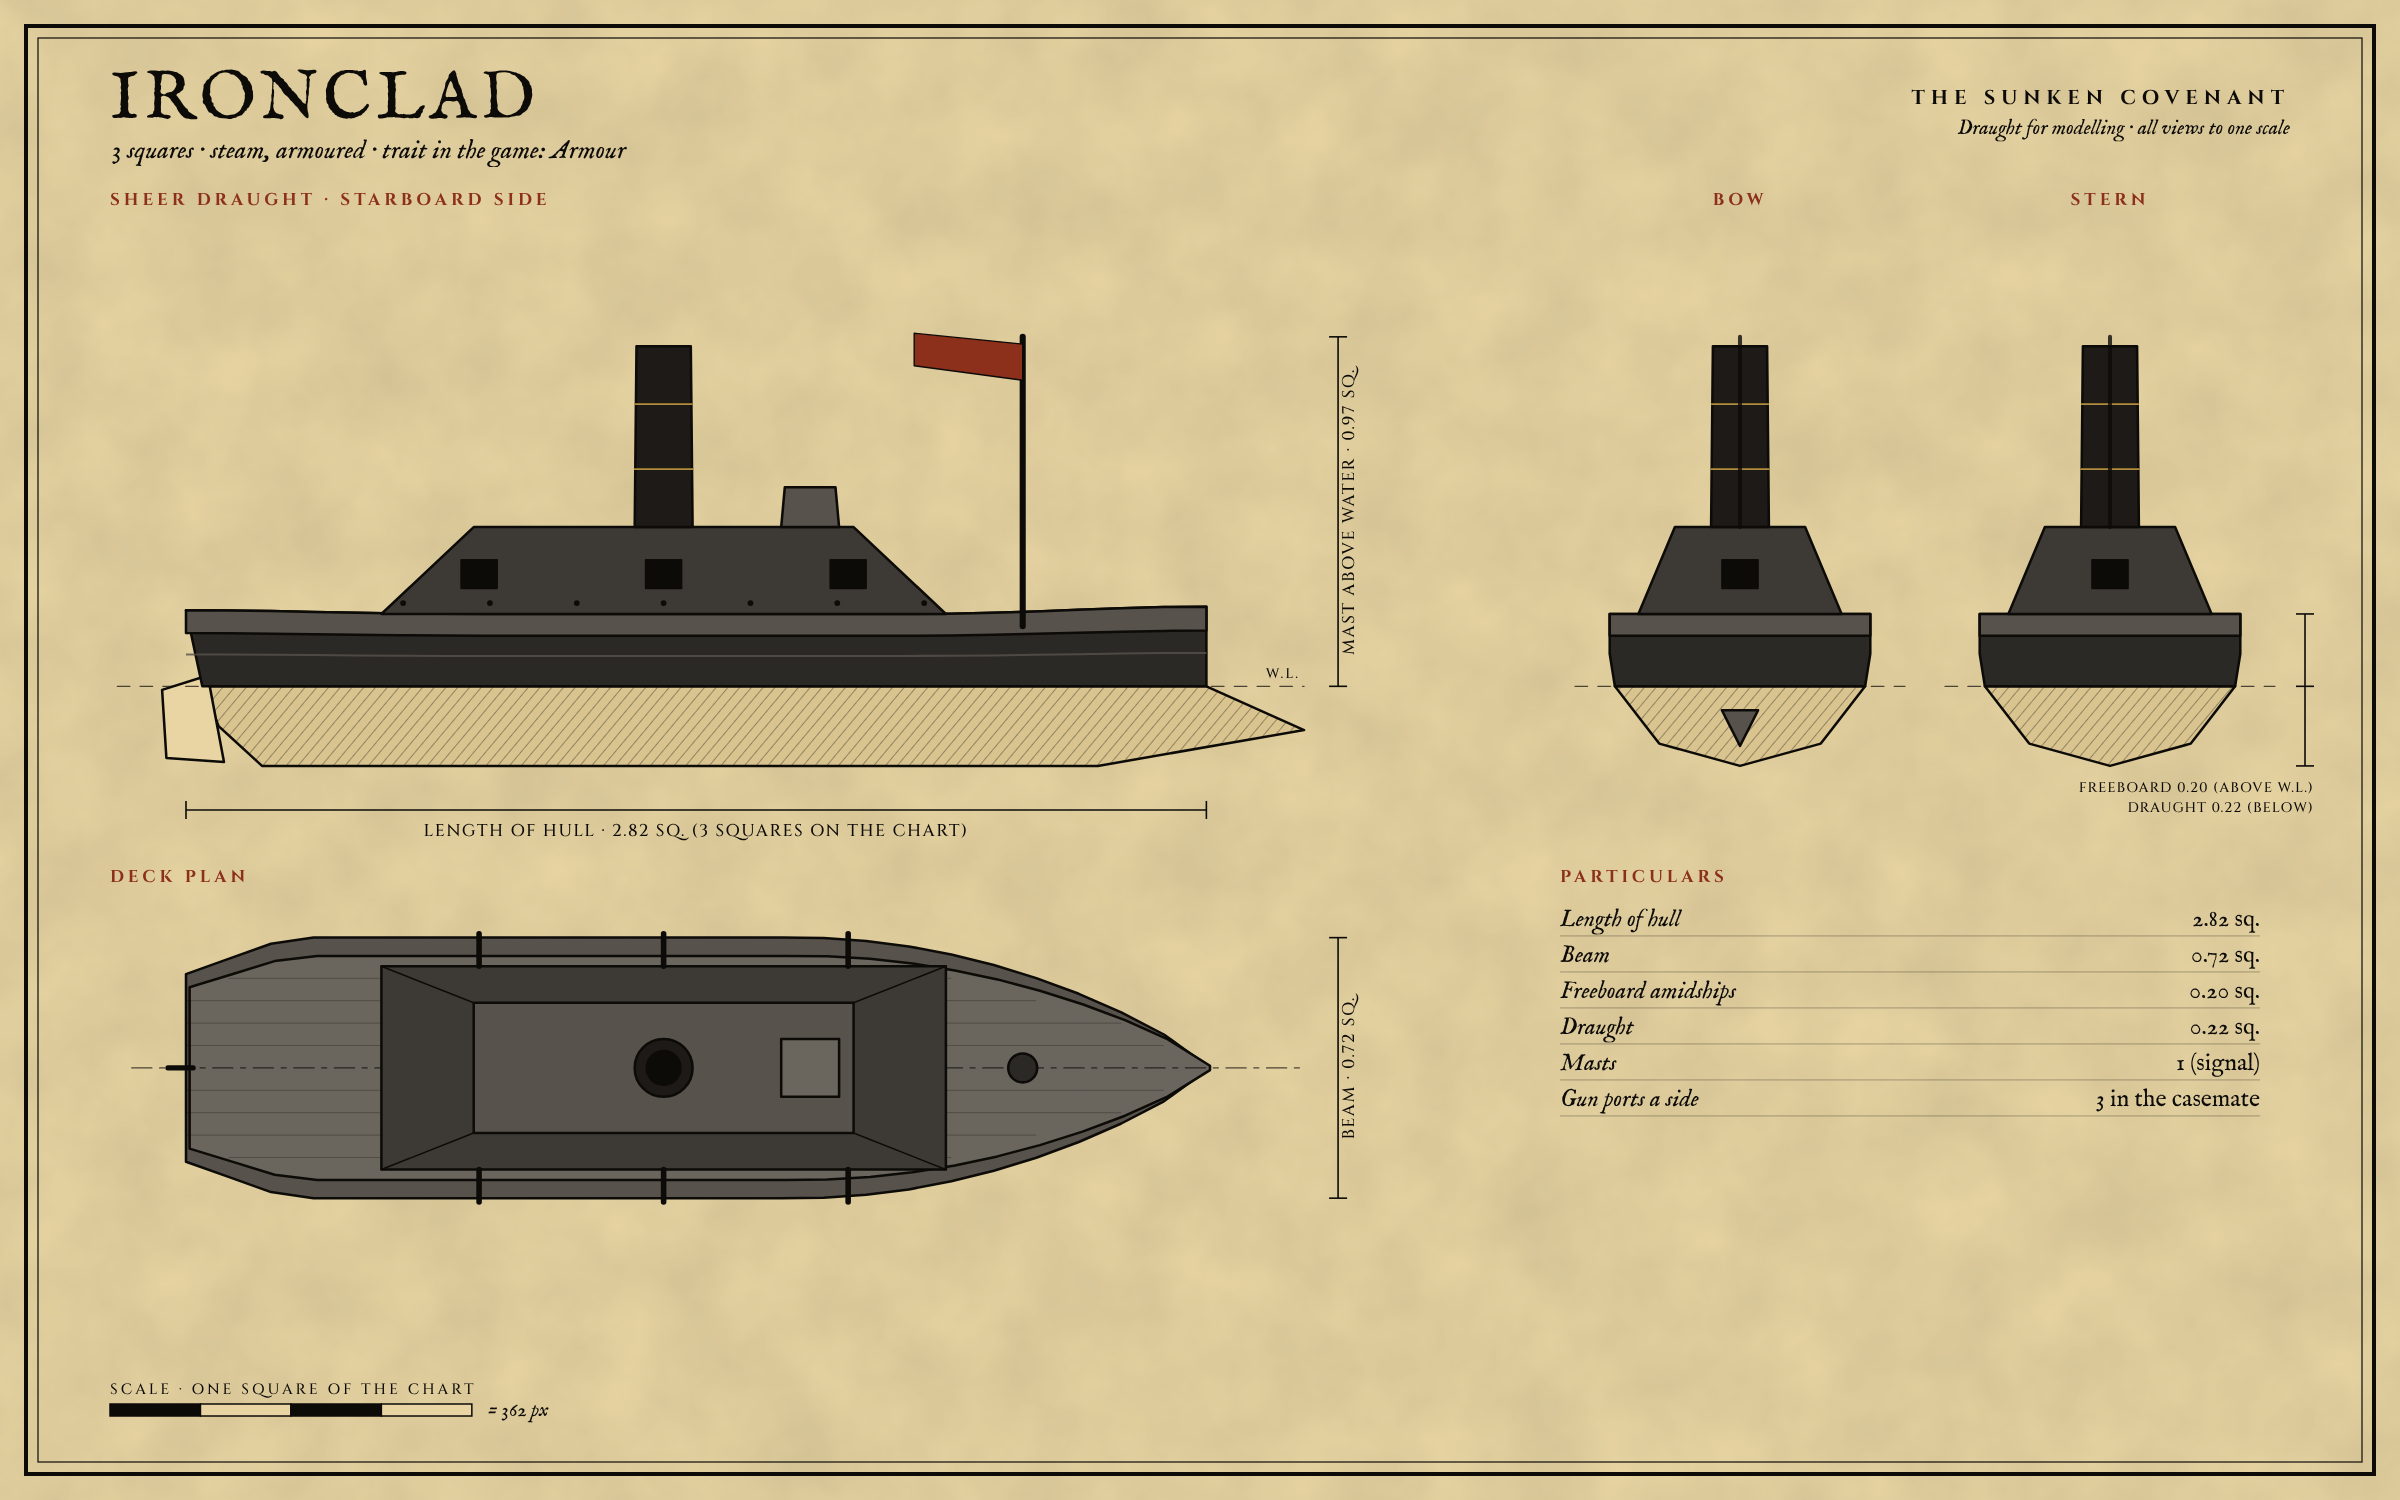 IRONCLAD
3 squares · steam, armoured · trait in the game: Armour
THE SUNKEN COVENANT
Draught for modelling · all views to one scale
SHEER DRAUGHT · STARBOARD SIDE
BOW
STERN
MAST ABOVE WATER · 0.97 SQ.
W.L.
LENGTH OF HULL · 2.82 SQ. (3 SQUARES ON THE CHART)
FREEBOARD 0.20 (ABOVE W.L.)
DRAUGHT 0.22 (BELOW)
DECK PLAN
BEAM · 0.72 SQ.
PARTICULARS
Length of hull 2.82 sq.
Beam 0.72 sq.
Freeboard amidships 0.20 sq.
Draught 0.22 sq.
Masts 1 (signal)
Gun ports a side 3 in the casemate
SCALE · ONE SQUARE OF THE CHART
= 362 px